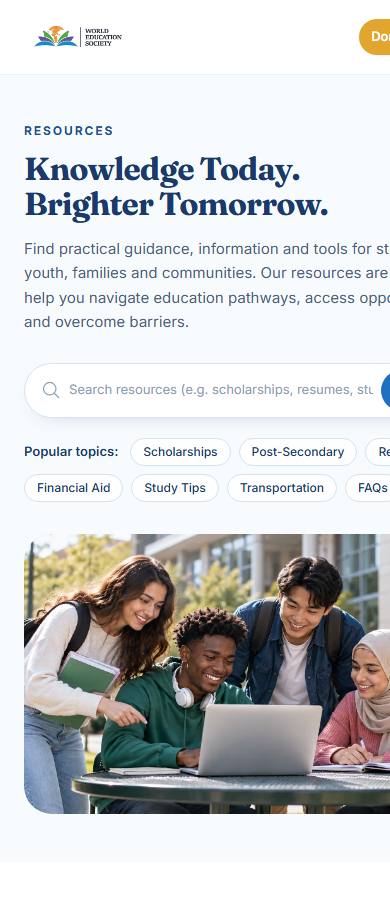 WORLD
EDUCATION
SOCIETY
Don
RESOURCES
Knowledge Today.
Brighter Tomorrow.
Find practical guidance, information and tools for st
youth, families and communities. Our resources are
help you navigate education pathways, access oppo
and overcome barriers.
Search resources (e.g. scholarships, resumes, stu
Popular topics: Scholarships Post-Secondary Re
Financial Aid Study Tips Transportation FAQs